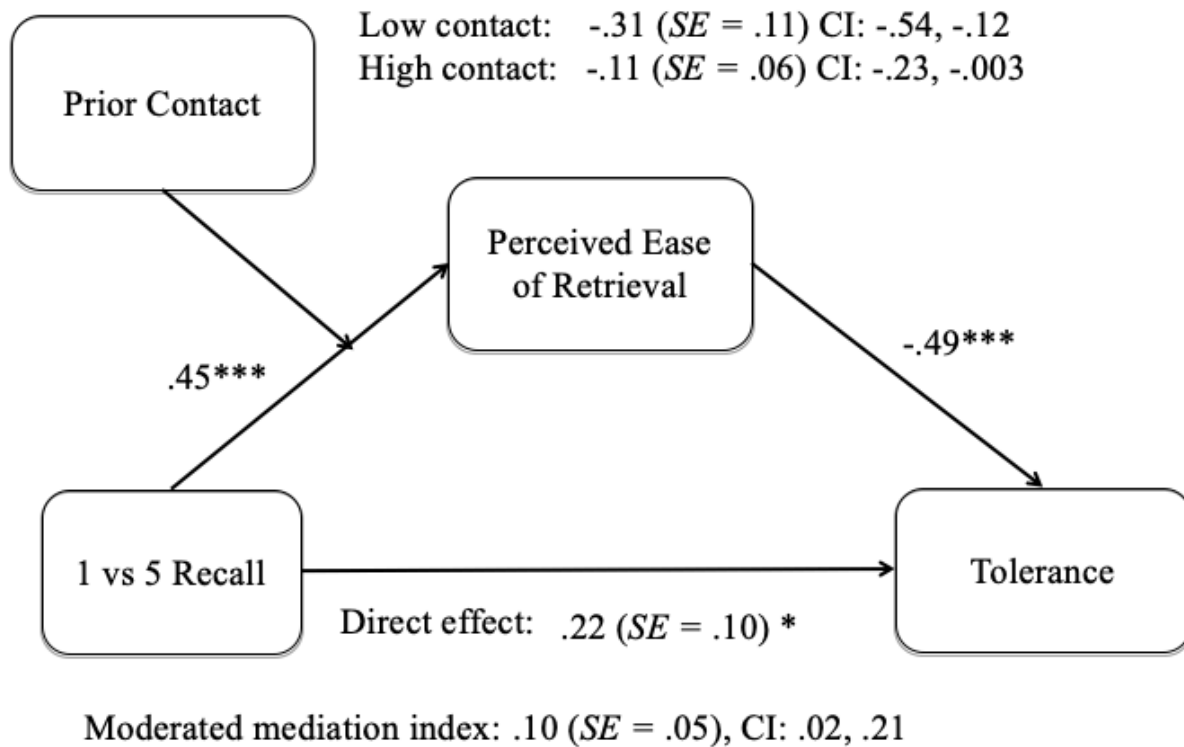 Low contact: -.31 (SE = .11) CI: -.54, -.12
High contact: -.11 (SE = .06) CI: -.23, -.003
Prior Contact
Perceived Ease
of Retrieval
.45***
-.49***
1 vs 5 Recall
Tolerance
Direct effect: .22 (SE = .10) *
Moderated mediation index: .10 (SE = .05), CI: .02, .21